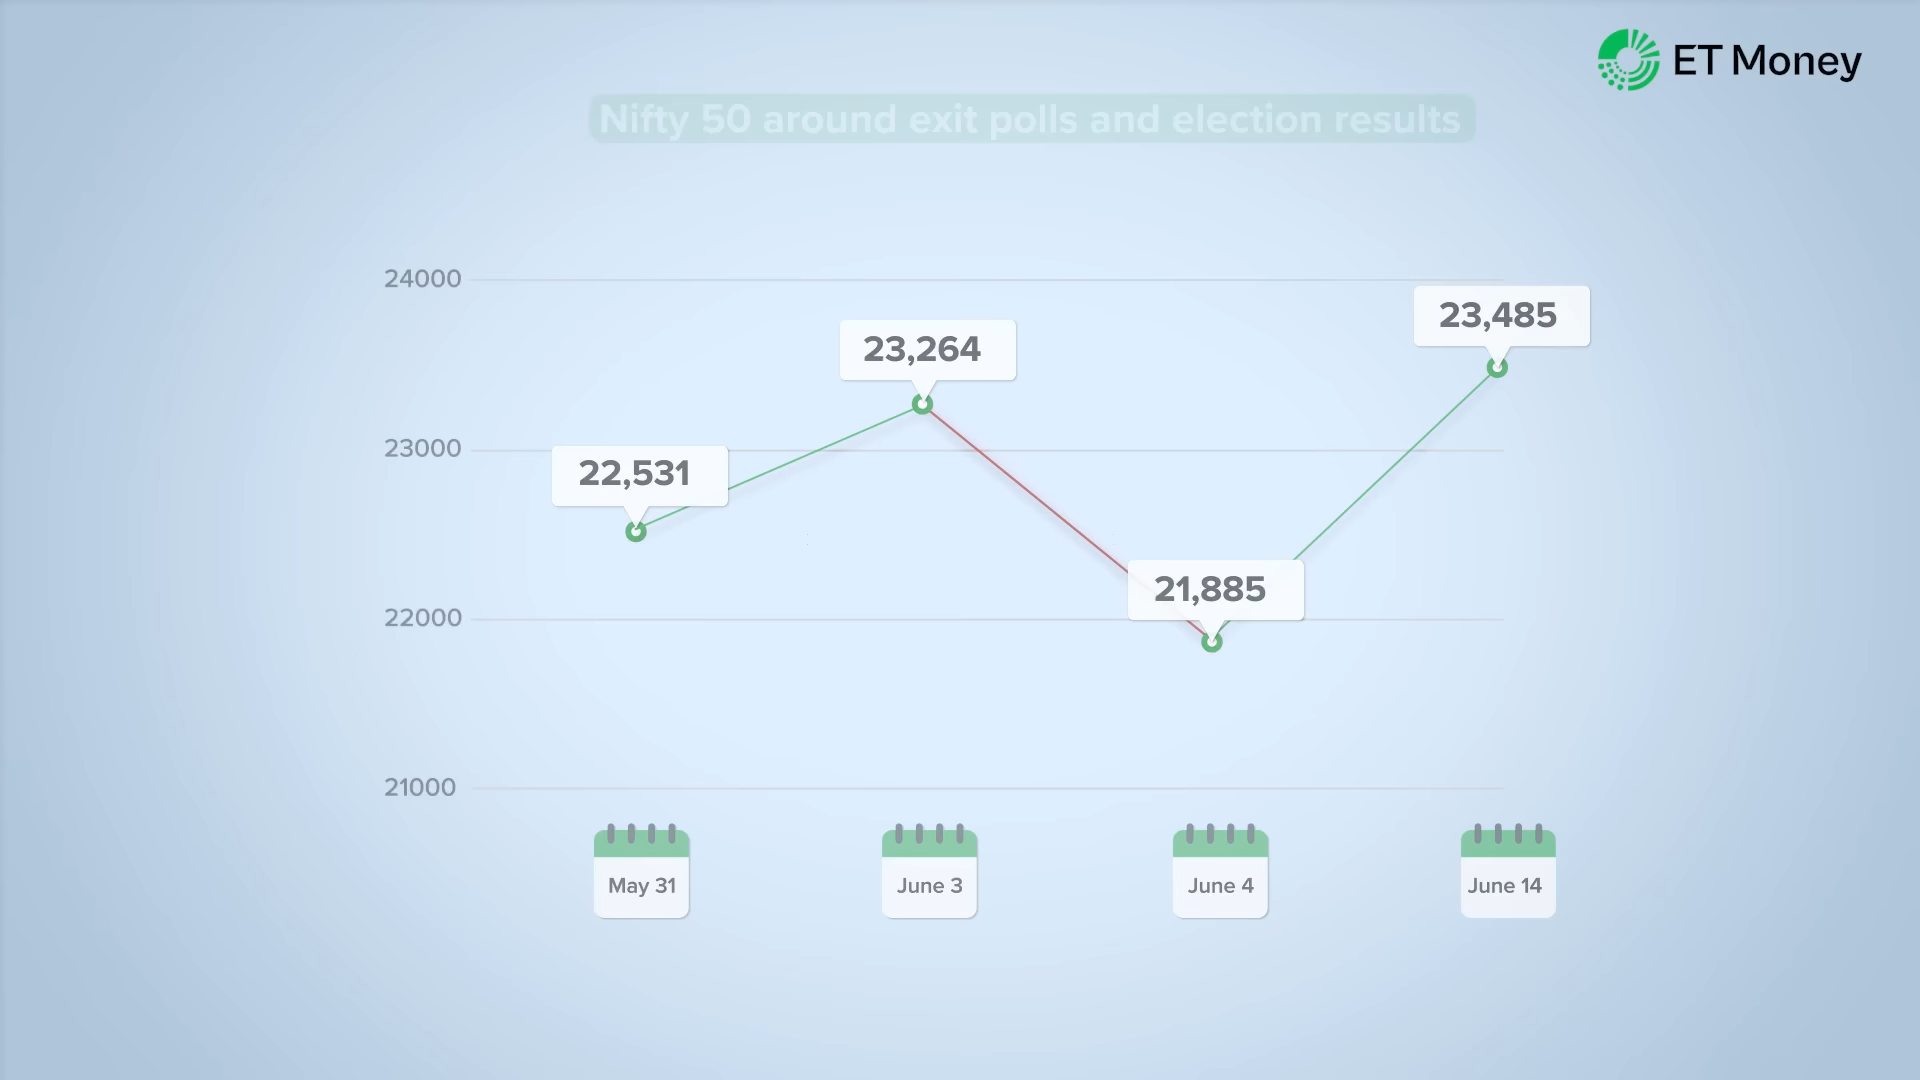 ET Money
Nifty 50 around exit polls and election results
24000
23,485
23,264
23000
22,531
21,885
22000
21000
May 31
June 3
June 4
June 14